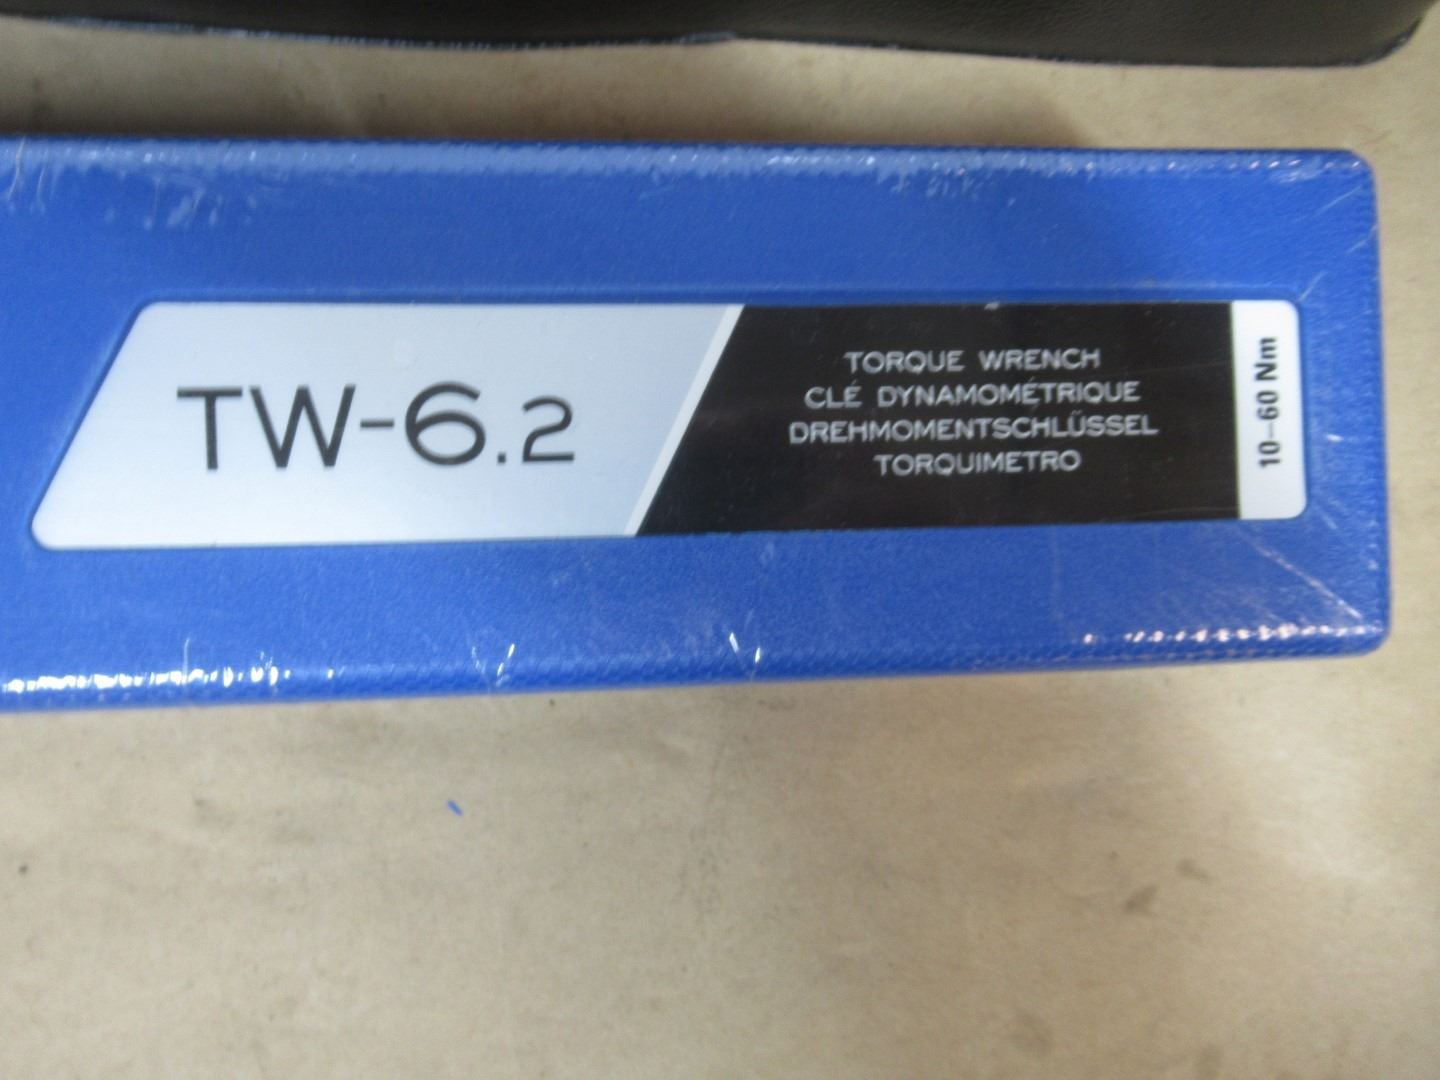 TW-6.2
TORQUE WRENCH
CLÉ DYNAMOMÉTRIQUE
DREHMOMENTSCHLÜSSEL
TORQUIMETRO
10–60 Nm